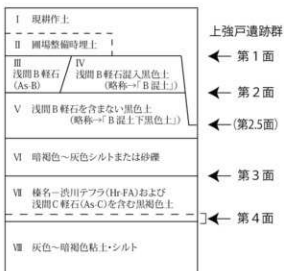 上強戸遺跡群
Ⅰ 現耕作土
Ⅱ 圃場整備時埋土
第1面
Ⅲ
浅間B軽石
(As-B)
Ⅳ
浅間B軽石混入黒色土
(略称→「B混土」)
第2面
Ⅴ 浅間B軽石を含まない黒色土
(略称→「B混土下黒色土」)
(第2.5面)
Ⅵ 暗褐色～灰色シルトまたは砂礫
第3面
Ⅶ 榛名－渋川テフラ(Hr-FA)および
浅間C軽石(As-C)を含む黒褐色土
第4面
Ⅷ 灰色～暗褐色粘土・シルト